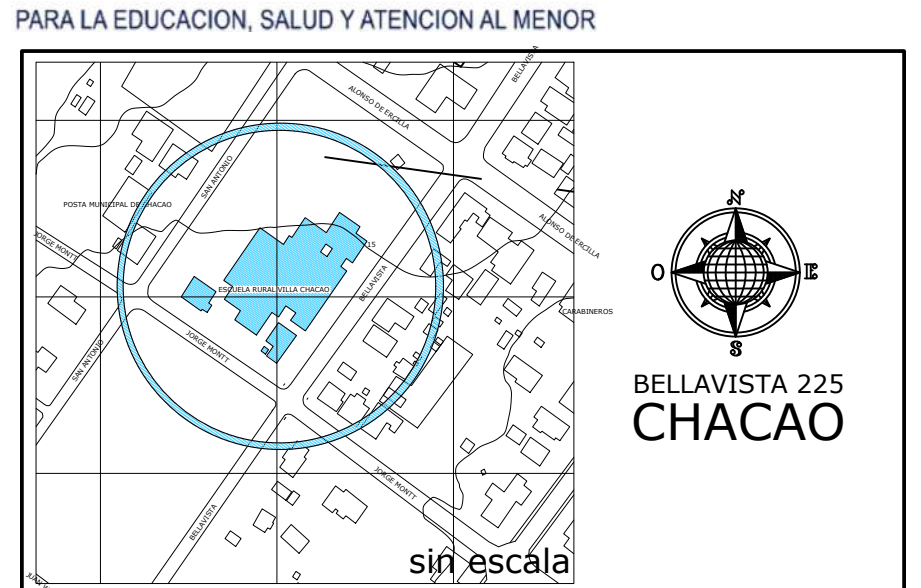 PARA LA EDUCACION, SALUD Y ATENCION AL MENOR
BELLAVISTA
ALONSO DE ERCILLA
SAN ANTONIO
POSTA MUNICIPAL DE CHACAO
JORGE MONTT
15
ALONSO DE ERCILLA
BELLAVISTA
ESCUELA RURAL VILLA CHACAO
CARABINEROS
JORGE MONTT
SAN ANTONIO
JORGE MONTT
BELLAVISTA
sin escala
N
O
E
S
BELLAVISTA 225
CHACAO